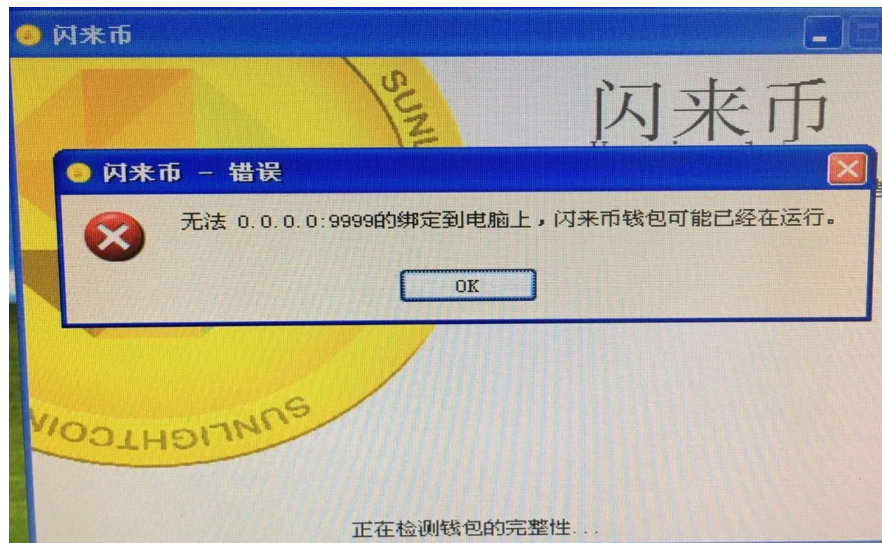 闪来币
SUNL
闪来币
闪来币 - 错误
无法 0.0.0.0:9999的绑定到电脑上，闪来币钱包可能已经在运行。
OK
SUNLIGHTCOIN
正在检测钱包的完整性...